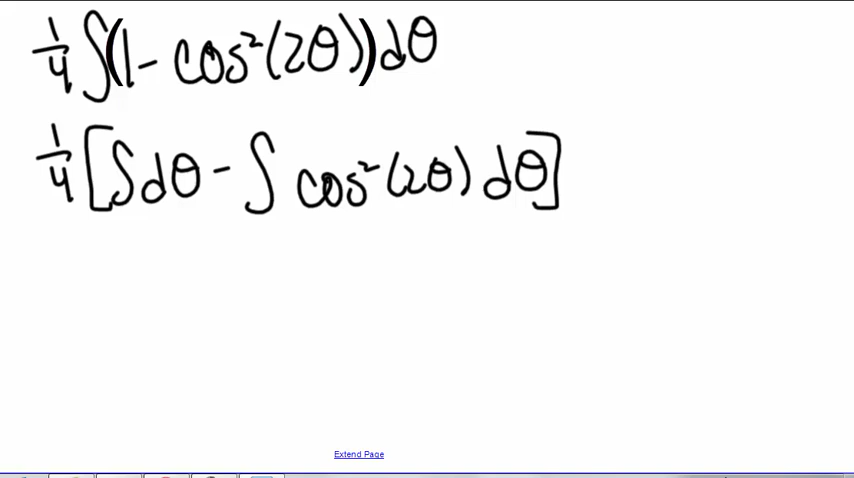 1/4 ∫(1 - cos²(2θ))dθ
1/4 [∫dθ - ∫ cos²(2θ) dθ]
Extend Page